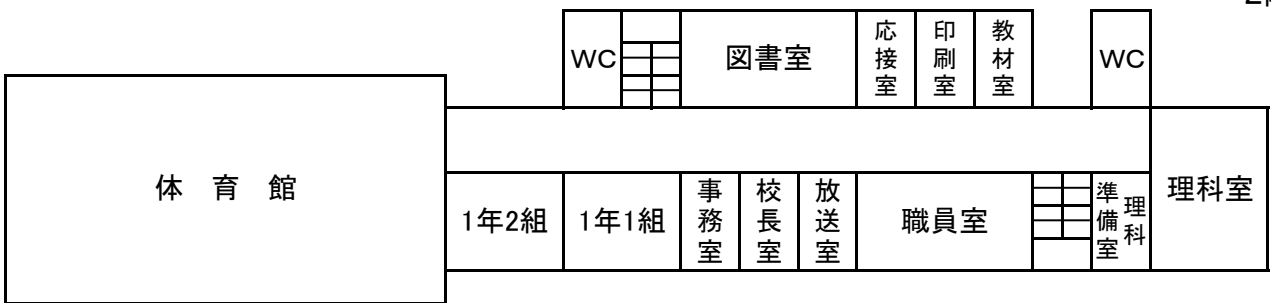 2階
WC
図書室
応接室
印刷室
教材室
WC
体育館
1年2組
1年1組
事務室
校長室
放送室
職員室
理科準備室
理科室